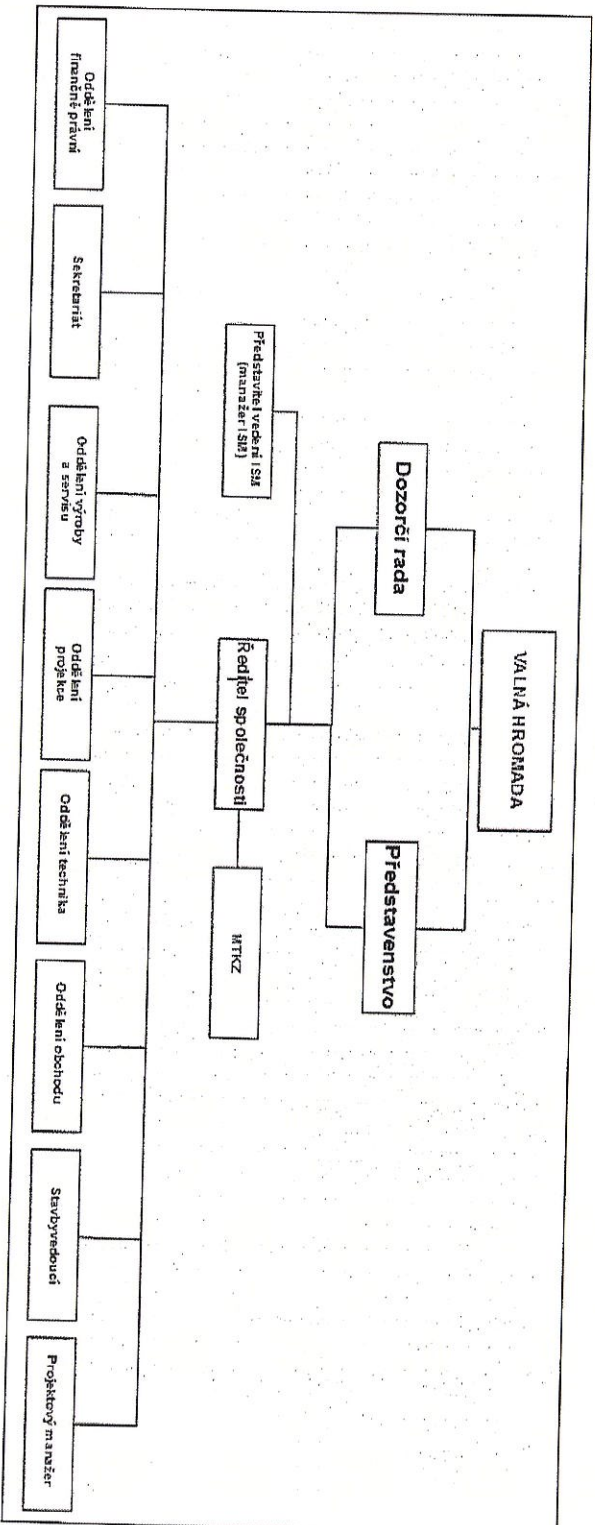 VALNÁ HROMADA
Dozorčí rada
Představenstvo
Představitel vedení ISM
(manažer ISM)
Ředitel společnosti
MTKZ
Oddělení
finančně právní
Sekretariát
Oddělení výroby
a servisu
Oddělení
projekce
Oddělení technika
Oddělení obchodu
Stavbyvedoucí
Projektový manažer